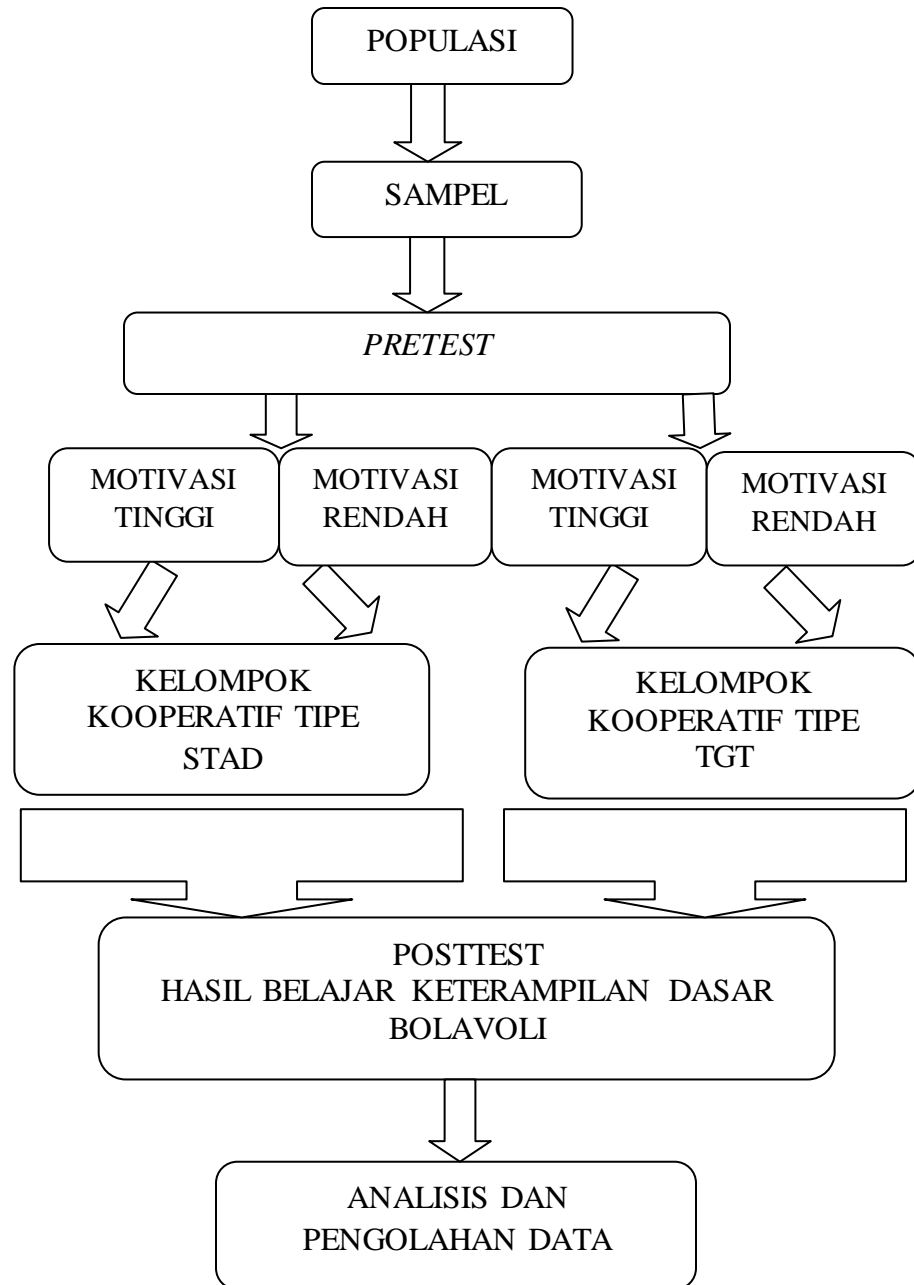 POPULASI
SAMPEL
PRETEST
MOTIVASI
TINGGI
MOTIVASI
RENDAH
MOTIVASI
TINGGI
MOTIVASI
RENDAH
KELOMPOK
KOOPERATIF TIPE
STAD
KELOMPOK
KOOPERATIF TIPE
TGT
POSTTEST
HASIL BELAJAR KETERAMPILAN DASAR
BOLAVOLI
ANALISIS DAN
PENGOLAHAN DATA